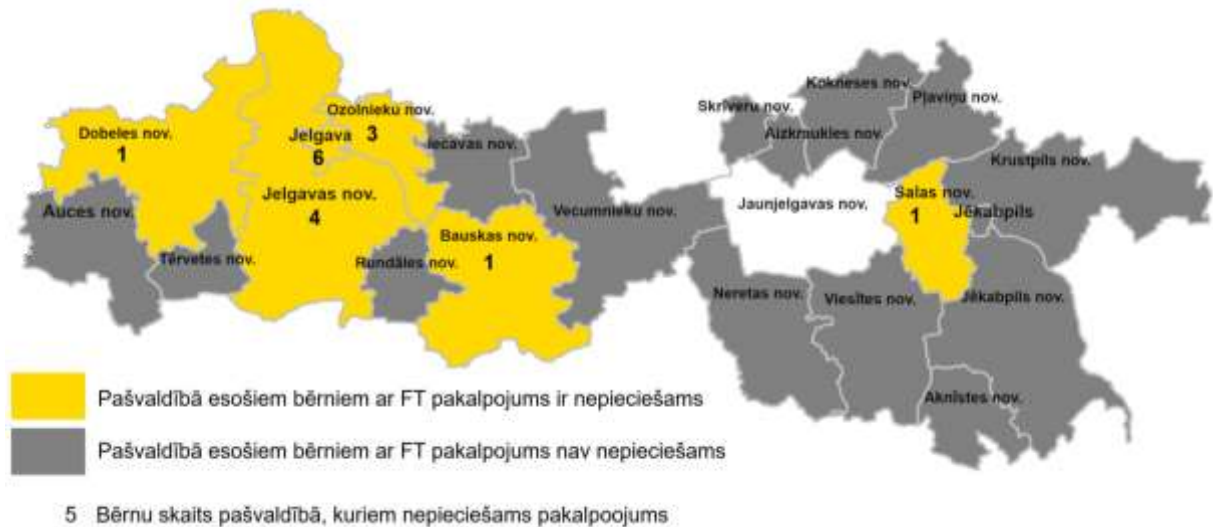 Kokneses nov.
Skrīveru nov.
Pļaviņu nov.
Ozolnieku nov.
3
Aizkraukles nov.
Dobeles nov.
1
Jelgava
6
Iecavas nov.
Krustpils nov.
Jelgavas nov.
4
Salas nov.
1
Auces nov.
Vecumnieku nov.
Jaunjelgavas nov.
Jēkabpils
Bauskas nov.
1
Tērvetes nov.
Rundāles nov.
Neretas nov.
Viesītes nov.
Jēkabpils nov.
Aknīstes nov.
Pašvaldībā esošiem bērniem ar FT pakalpojums ir nepieciešams
Pašvaldībā esošiem bērniem ar FT pakalpojums nav nepieciešams
5 Bērnu skaits pašvaldībā, kuriem nepieciešams pakalpoojums